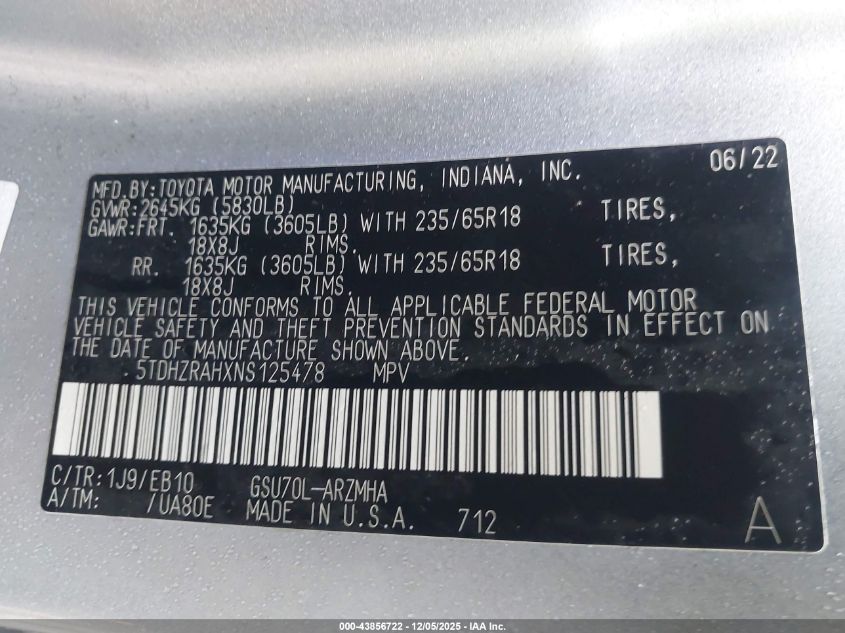 06/22
MFD.BY:TOYOTA MOTOR MANUFACTURING, INDIANA, INC.
GVWR:2645KG (5830LB)
GAWR:FRT. 1635KG (3605LB) WITH 235/65R18 TIRES,
18X8J RIMS.
RR. 1635KG (3605LB) WITH 235/65R18 TIRES,
18X8J RIMS.
THIS VEHICLE CONFORMS TO ALL APPLICABLE FEDERAL MOTOR
VEHICLE SAFETY AND THEFT PREVENTION STANDARDS IN EFFECT ON
THE DATE OF MANUFACTURE SHOWN ABOVE.
5TDHZRAHXNS125478 MPV
C/TR:1J9/EB10 GSU70L-ARZMHA
A/TM: /UA80E MADE IN U.S.A. 712 A
000-43856722 - 12/05/2025 - IAA Inc.